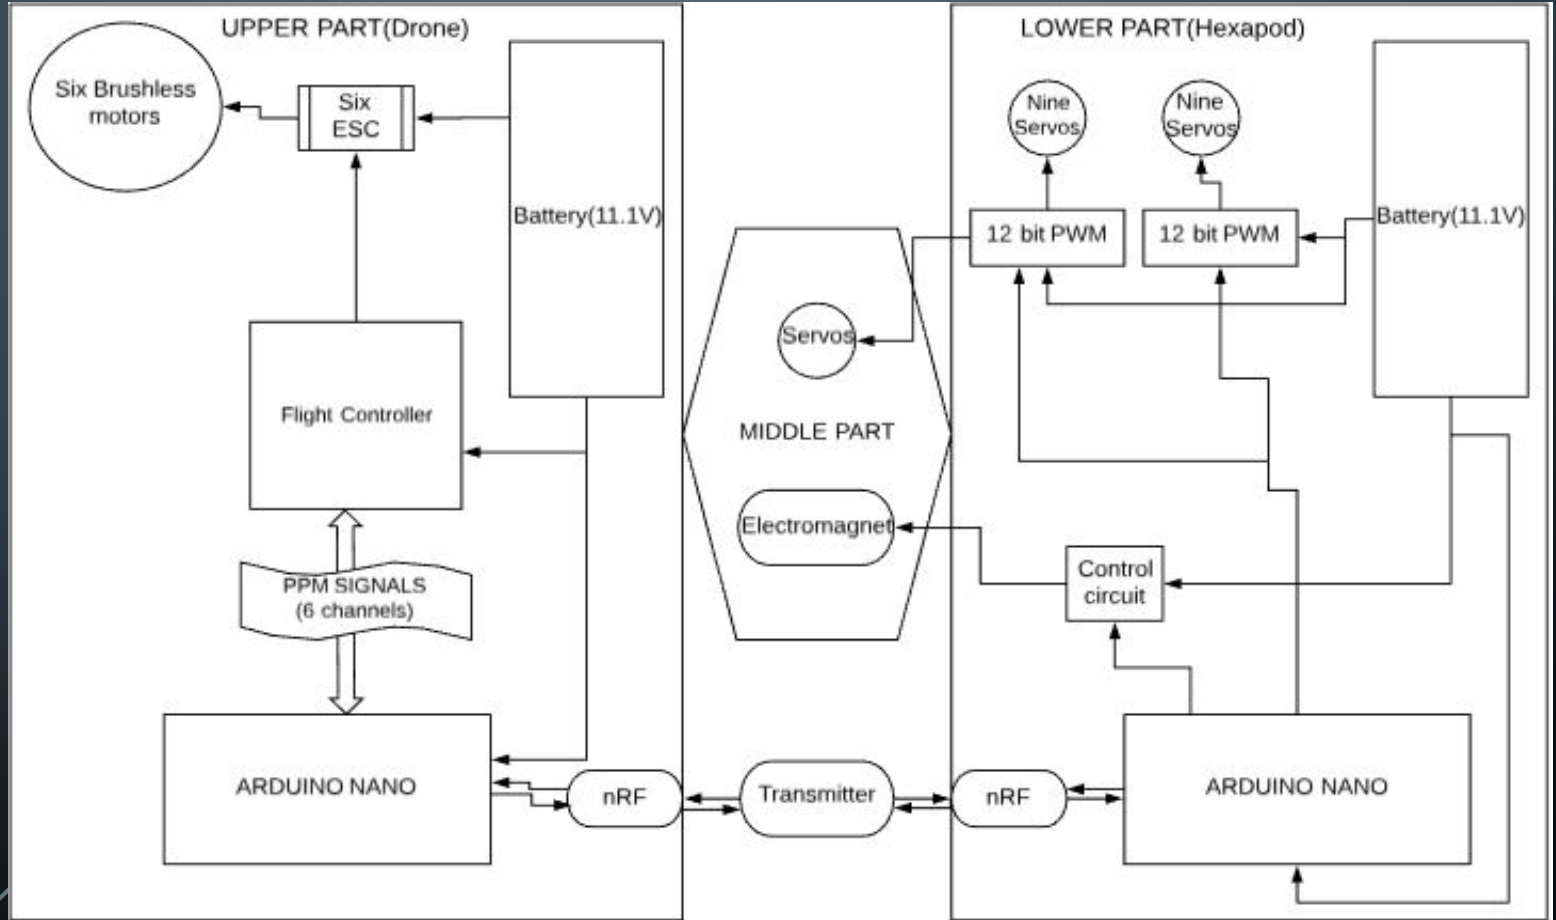 UPPER PART(Drone)
Six Brushless
motors
Six
ESC
Battery(11.1V)
Flight Controller
PPM SIGNALS
(6 channels)
ARDUINO NANO
nRF
Servos
MIDDLE PART
Electromagnet
Transmitter
LOWER PART(Hexapod)
Nine
Servos
Nine
Servos
12 bit PWM
12 bit PWM
Battery(11.1V)
Control
circuit
nRF
ARDUINO NANO